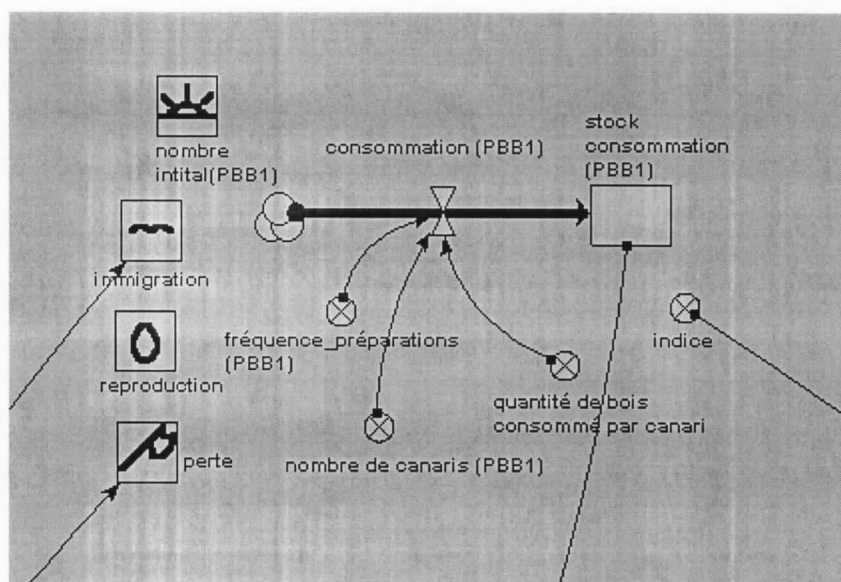 nombre
intital(PBB1)
consommation (PBB1)
stock
consommation
(PBB1)
immigration
fréquence_préparations
(PBB1)
indice
reproduction
quantité de bois
consommé par canari
perte
nombre de canaris (PBB1)